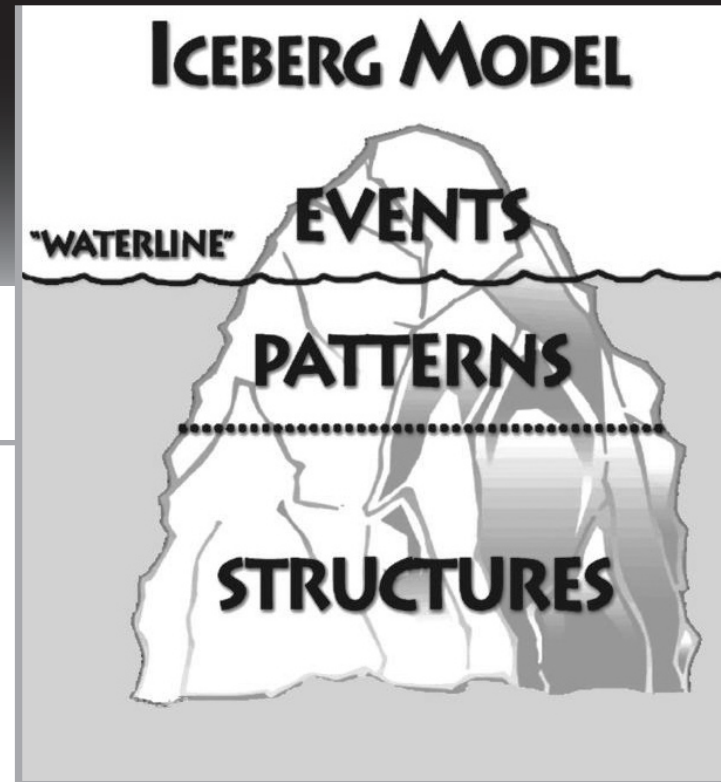 ICEBERG MODEL
EVENTS
"WATERLINE"
PATTERNS
STRUCTURES